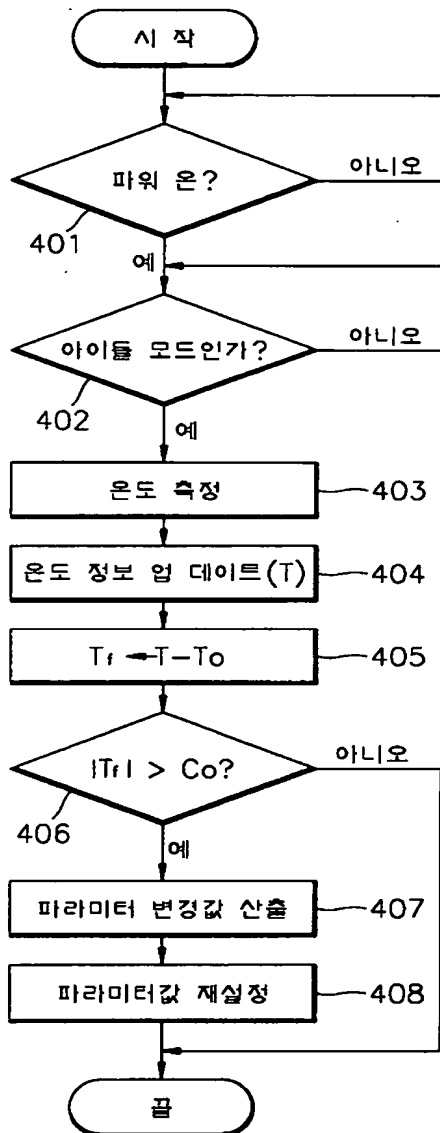 시 작
파워 온?
아니오
401
예
아이들 모드인가?
아니오
402
예
온도 측정
403
온도 정보 업 데이트(T)
404
Tf ← T-To
405
|Tf| > Co?
아니오
406
예
파라미터 변경값 산출
407
파라미터값 재설정
408
끝